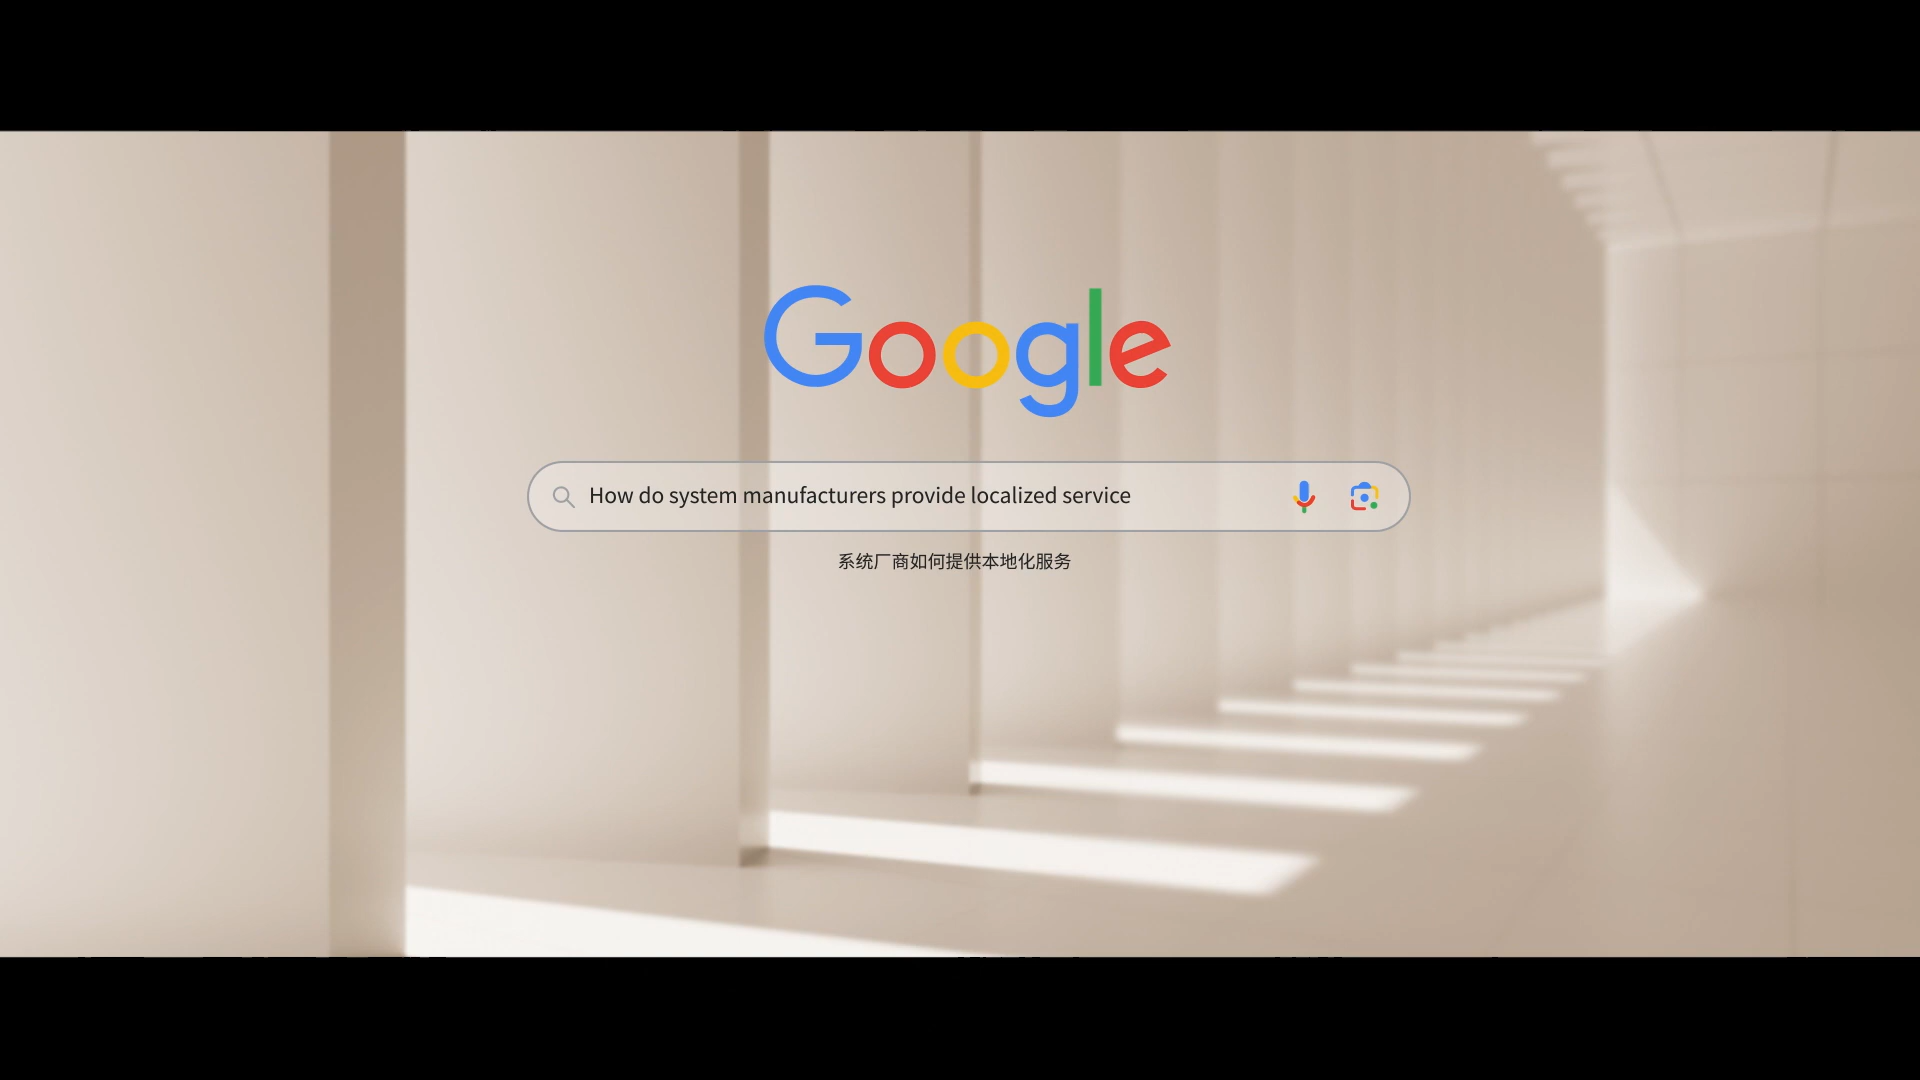 Google
How do system manufacturers provide localized service
系统厂商如何提供本地化服务